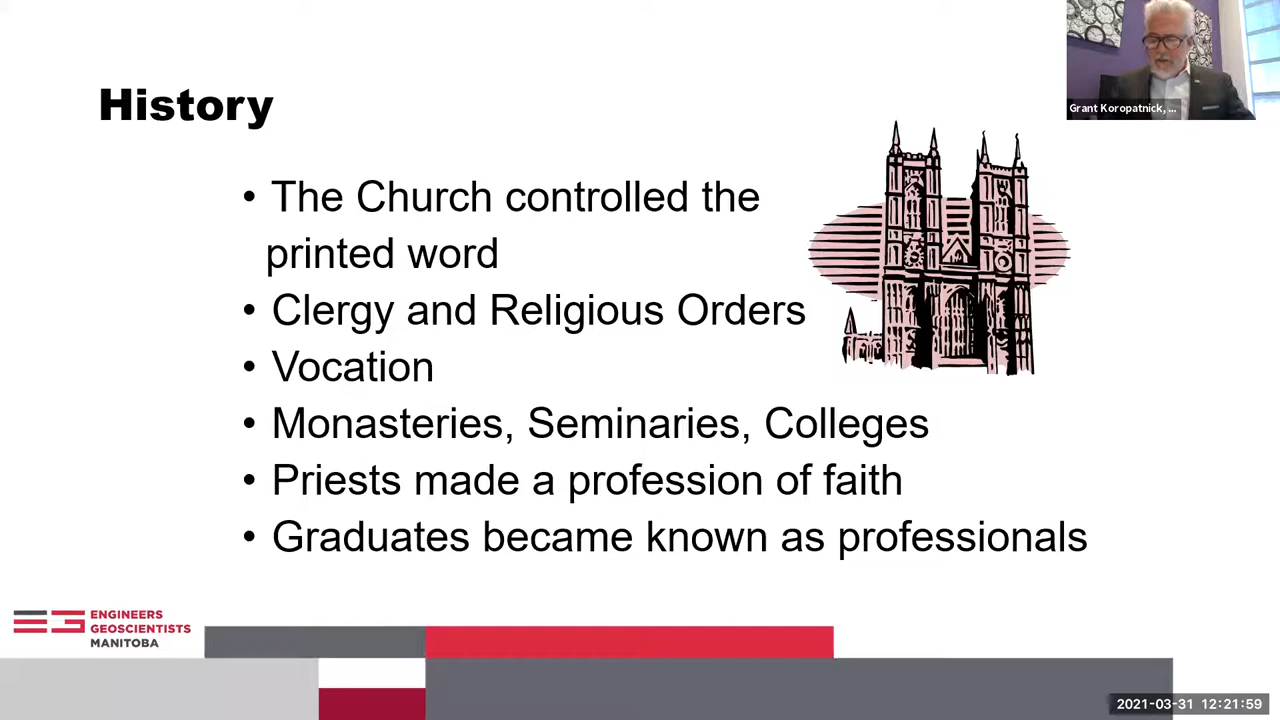 Grant Koropatnick, ...
History
• The Church controlled the
printed word
• Clergy and Religious Orders
• Vocation
• Monasteries, Seminaries, Colleges
• Priests made a profession of faith
• Graduates became known as professionals
ENGINEERS
GEOSCIENTISTS
MANITOBA
2021-03-31 12:21:59